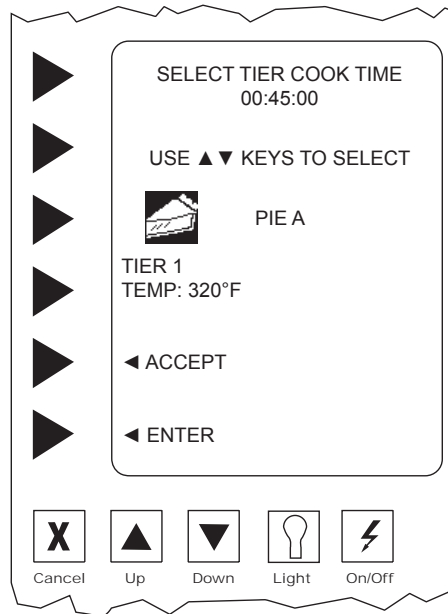 SELECT TIER COOK TIME
00:45:00
USE ▲▼ KEYS TO SELECT
PIE A
TIER 1
TEMP: 320°F
◄ ACCEPT
◄ ENTER
X
Cancel Up Down Light On/Off